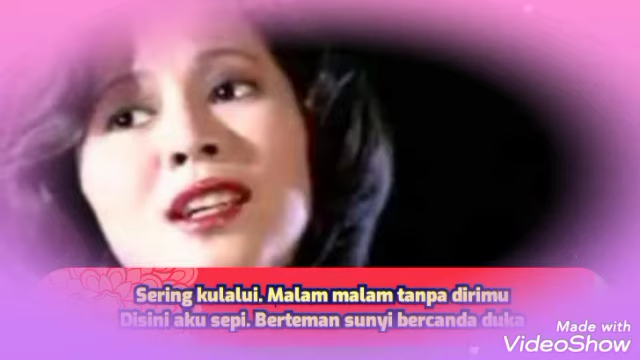 Sering kulalui. Malam malam tanpa dirimu
Disini aku sepi. Berteman sunyi bercanda duka
Made with
VideoShow